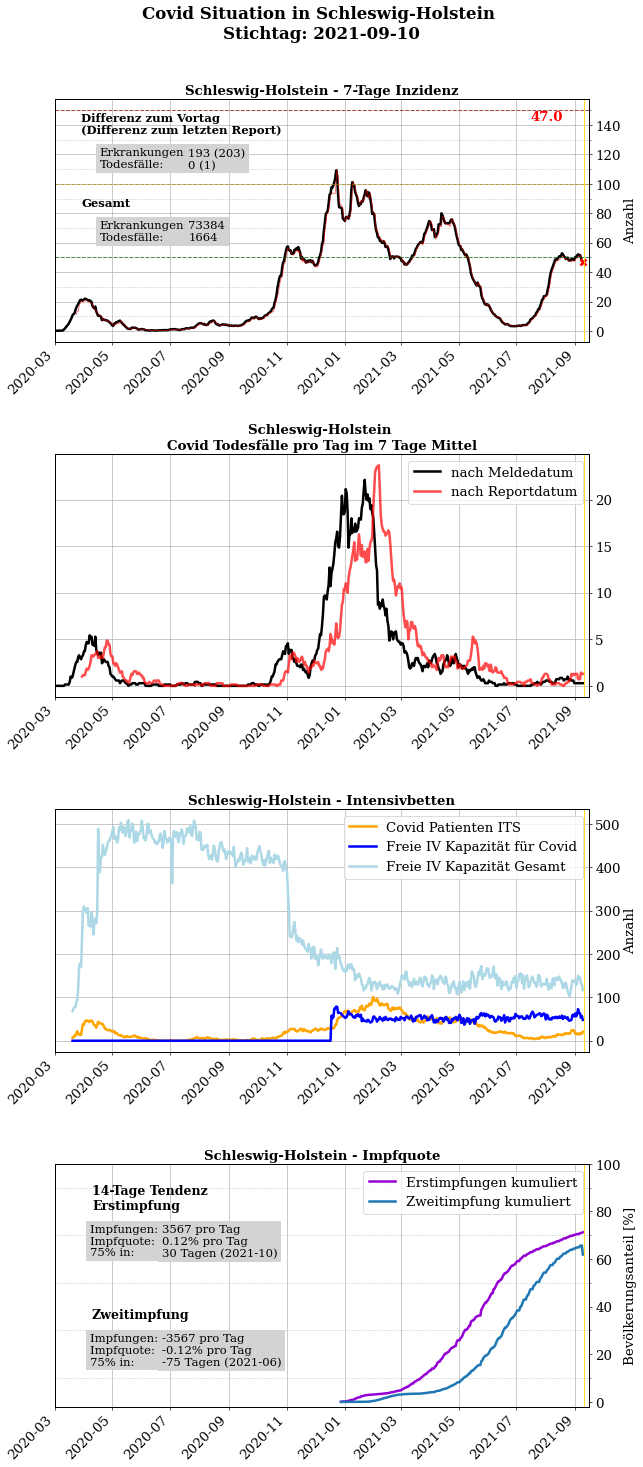 Covid Situation in Schleswig-Holstein
Stichtag: 2021-09-10
Schleswig-Holstein - 7-Tage Inzidenz
Differenz zum Vortag
(Differenz zum letzten Report)
Erkrankungen 193 (203)
Todesfälle: 0 (1)
Gesamt
Erkrankungen 73384
Todesfälle: 1664
47.0
140
120
100
80
60
40
20
0
Anzahl
2020-03 2020-05 2020-07 2020-09 2020-11 2021-01 2021-03 2021-05 2021-07 2021-09
Schleswig-Holstein
Covid Todesfälle pro Tag im 7 Tage Mittel
nach Meldedatum
nach Reportdatum
20
15
10
5
0
2020-03 2020-05 2020-07 2020-09 2020-11 2021-01 2021-03 2021-05 2021-07 2021-09
Schleswig-Holstein - Intensivbetten
Covid Patienten ITS
Freie IV Kapazität für Covid
Freie IV Kapazität Gesamt
500
400
300
200
100
0
Anzahl
2020-03 2020-05 2020-07 2020-09 2020-11 2021-01 2021-03 2021-05 2021-07 2021-09
Schleswig-Holstein - Impfquote
14-Tage Tendenz
Erstimpfung
Impfungen: 3567 pro Tag
Impfquote: 0.12% pro Tag
75% in: 30 Tagen (2021-10)
Zweitimpfung
Impfungen: -3567 pro Tag
Impfquote: -0.12% pro Tag
75% in: -75 Tagen (2021-06)
Erstimpfungen kumuliert
Zweitimpfung kumuliert
100
80
60
40
20
0
Bevölkerungsanteil [%]
2020-03 2020-05 2020-07 2020-09 2020-11 2021-01 2021-03 2021-05 2021-07 2021-09